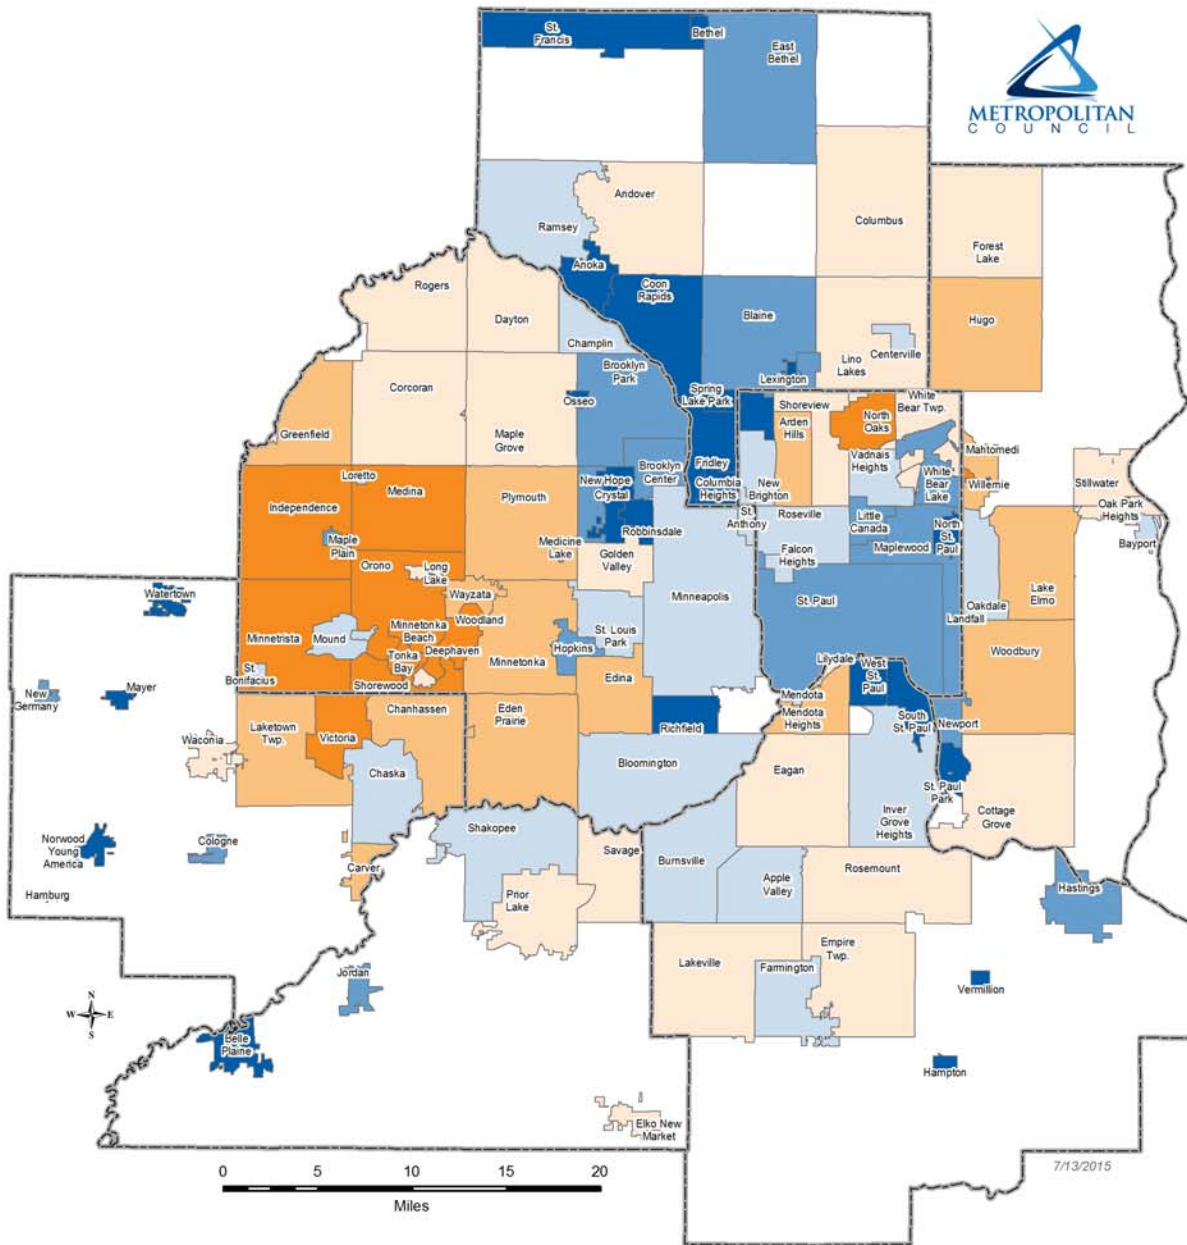 METROPOLITAN
COUNCIL
St.
Francis
Bethel
East
Bethel
Ramsey
Andover
Columbus
Forest
Lake
Anoka
Coon
Rapids
Rogers
Dayton
Champlin
Blaine
Lino
Lakes
Centerville
Hugo
Corcoran
Maple
Grove
Brooklyn
Park
Osseo
Spring
Lake Park
Lexington
Shoreview
Arden
Hills
North
Oaks
White
Bear Twp.
Greenfield
Loretto
Independence
Medina
Plymouth
New Hope
Crystal
Brooklyn
Center
Fridley
Columbia
Heights
New
Brighton
Vadnais
Heights
White
Bear
Lake
Mahtomedi
Willernie
Stillwater
Oak Park
Heights
Bayport
Maple
Plain
Medicine
Lake
Robbinsdale
St.
Anthony
Roseville
Little
Canada
North
St.
Paul
Maplewood
Orono
Long
Lake
Wayzata
Golden
Valley
Falcon
Heights
Minneapolis
St. Paul
Oakdale
Landfall
Lake
Elmo
Watertown
Minnetrista
Mound
Minnetonka
Beach
Woodland
Tonka
Bay
Deephaven
Minnetonka
Hopkins
St. Louis
Park
Edina
Woodbury
St.
Bonifacius
Shorewood
New
Germany
Mayer
Waconia
Laketown
Twp.
Victoria
Chanhassen
Eden
Prairie
Richfield
Lilydale
Mendota
Mendota
Heights
West
St.
Paul
South
St. Paul
Newport
Chaska
Bloomington
Eagan
Inver
Grove
Heights
St. Paul
Park
Cottage
Grove
Norwood
Young
America
Cologne
Hamburg
Carver
Shakopee
Prior
Lake
Savage
Burnsville
Apple
Valley
Rosemount
Hastings
Jordan
Lakeville
Farmington
Empire
Twp.
Vermillion
Belle
Plaine
Hampton
Elko New
Market
N
W E
S
0 5 10 15 20
Miles
7/13/2015